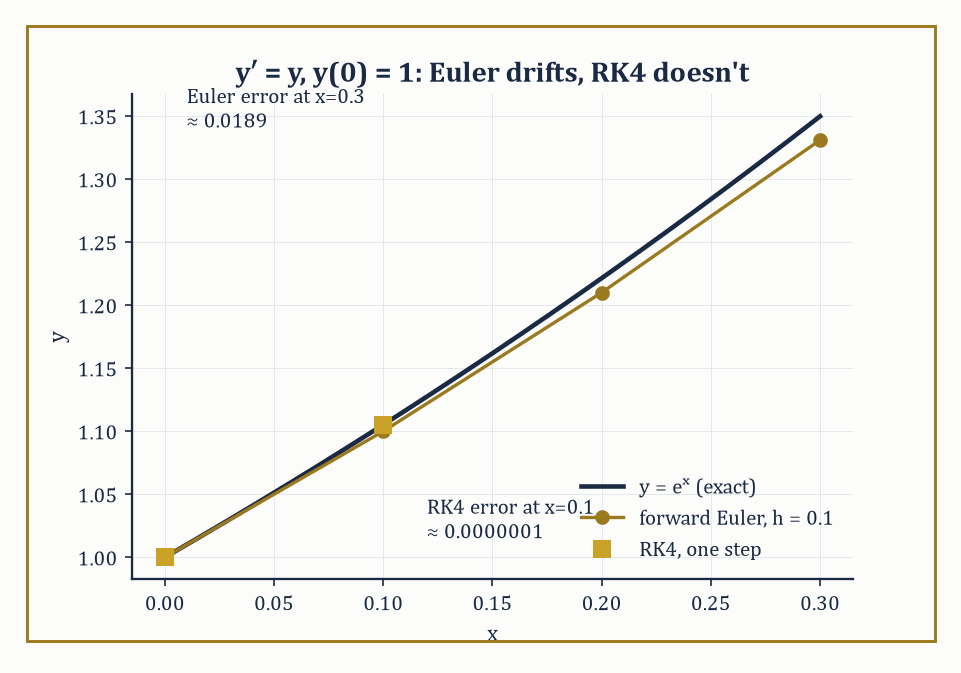 y′ = y, y(0) = 1: Euler drifts, RK4 doesn't
Euler error at x=0.3
≈ 0.0189
1.35
1.30
1.25
1.20
1.15
1.10
1.05
1.00
y
RK4 error at x=0.1
≈ 0.0000001
y = eˣ (exact)
forward Euler, h = 0.1
RK4, one step
0.00 0.05 0.10 0.15 0.20 0.25 0.30
x